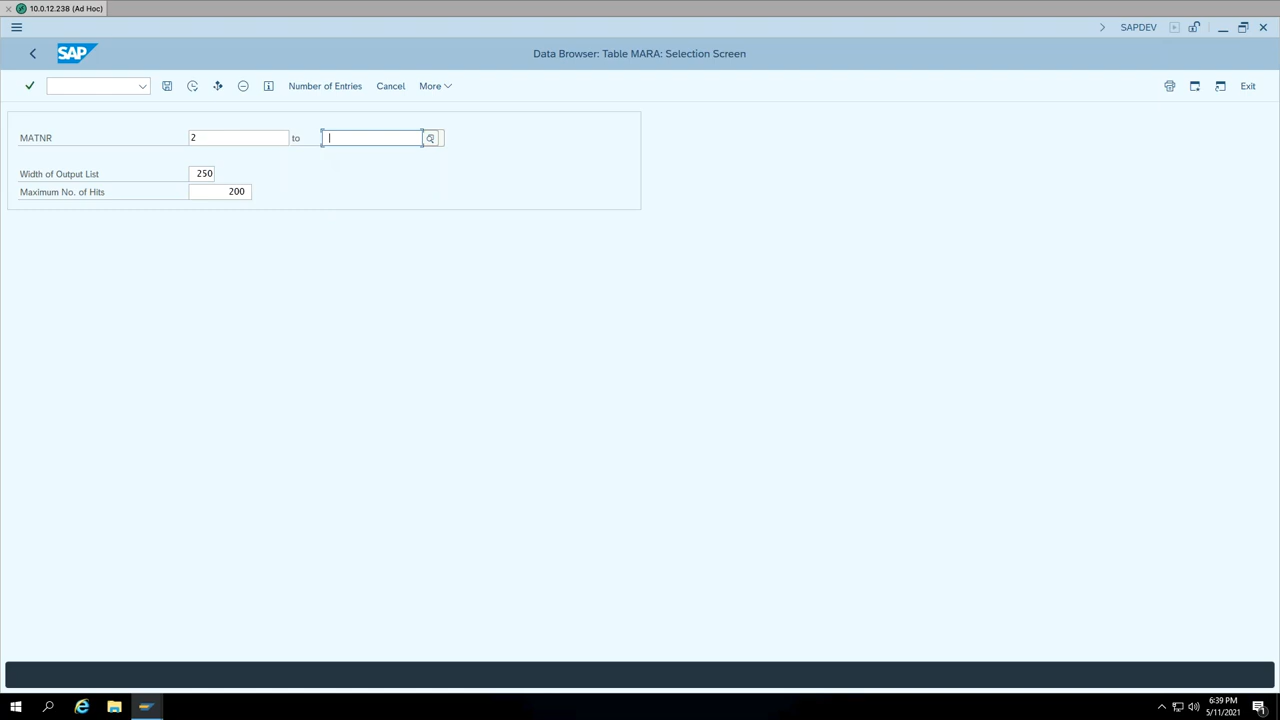 10.0.12.238 (Ad Hoc)
SAPDEV
SAP
Data Browser: Table MARA: Selection Screen
Number of Entries
Cancel
More
Exit
MATNR
2
to
Width of Output List
250
Maximum No. of Hits
200
6:39 PM
5/11/2021
1